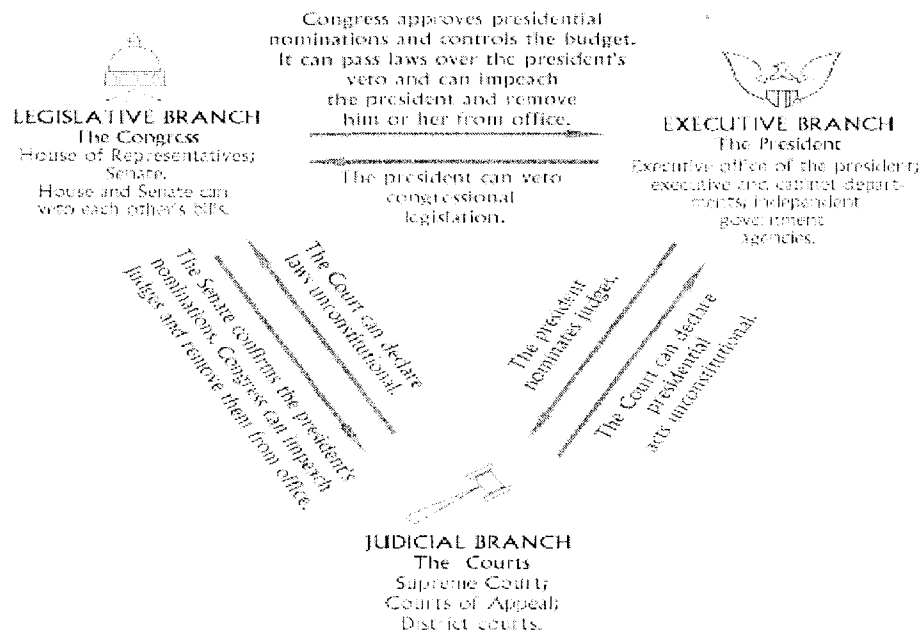 Congress approves presidential
nominations and controls the budget.
It can pass laws over the president's
veto and can impeach
the president and remove
him or her from office.
LEGISLATIVE BRANCH
The Congress
House of Representatives;
Senate.
House and Senate can
veto each other's bills.
EXECUTIVE BRANCH
The President
Executive office of the president;
executive and cabinet depart-
ments; independent
government
agencies.
The president can veto
congressional
legislation.
The Senate confirms the president's
nominations. Congress can impeach
judges and remove them from office.
The Court can declare
laws unconstitutional.
The president
nominates judges.
The Court can declare
presidential
acts unconstitutional.
JUDICIAL BRANCH
The Courts
Supreme Court;
Courts of Appeal;
District courts.